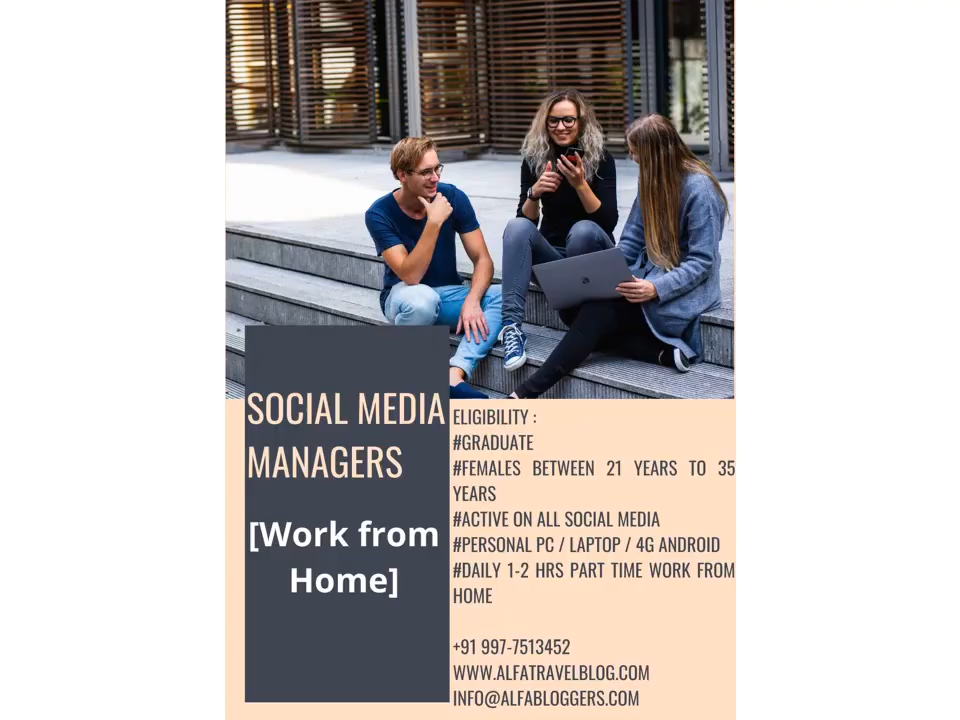 SOCIAL MEDIA
MANAGERS
[Work from
Home]
ELIGIBILITY :
#GRADUATE
#FEMALES BETWEEN 21 YEARS TO 35
YEARS
#ACTIVE ON ALL SOCIAL MEDIA
#PERSONAL PC / LAPTOP / 4G ANDROID
#DAILY 1-2 HRS PART TIME WORK FROM
HOME
+91 997-7513452
WWW.ALFATRAVELBLOG.COM
INFO@ALFABLOGGERS.COM